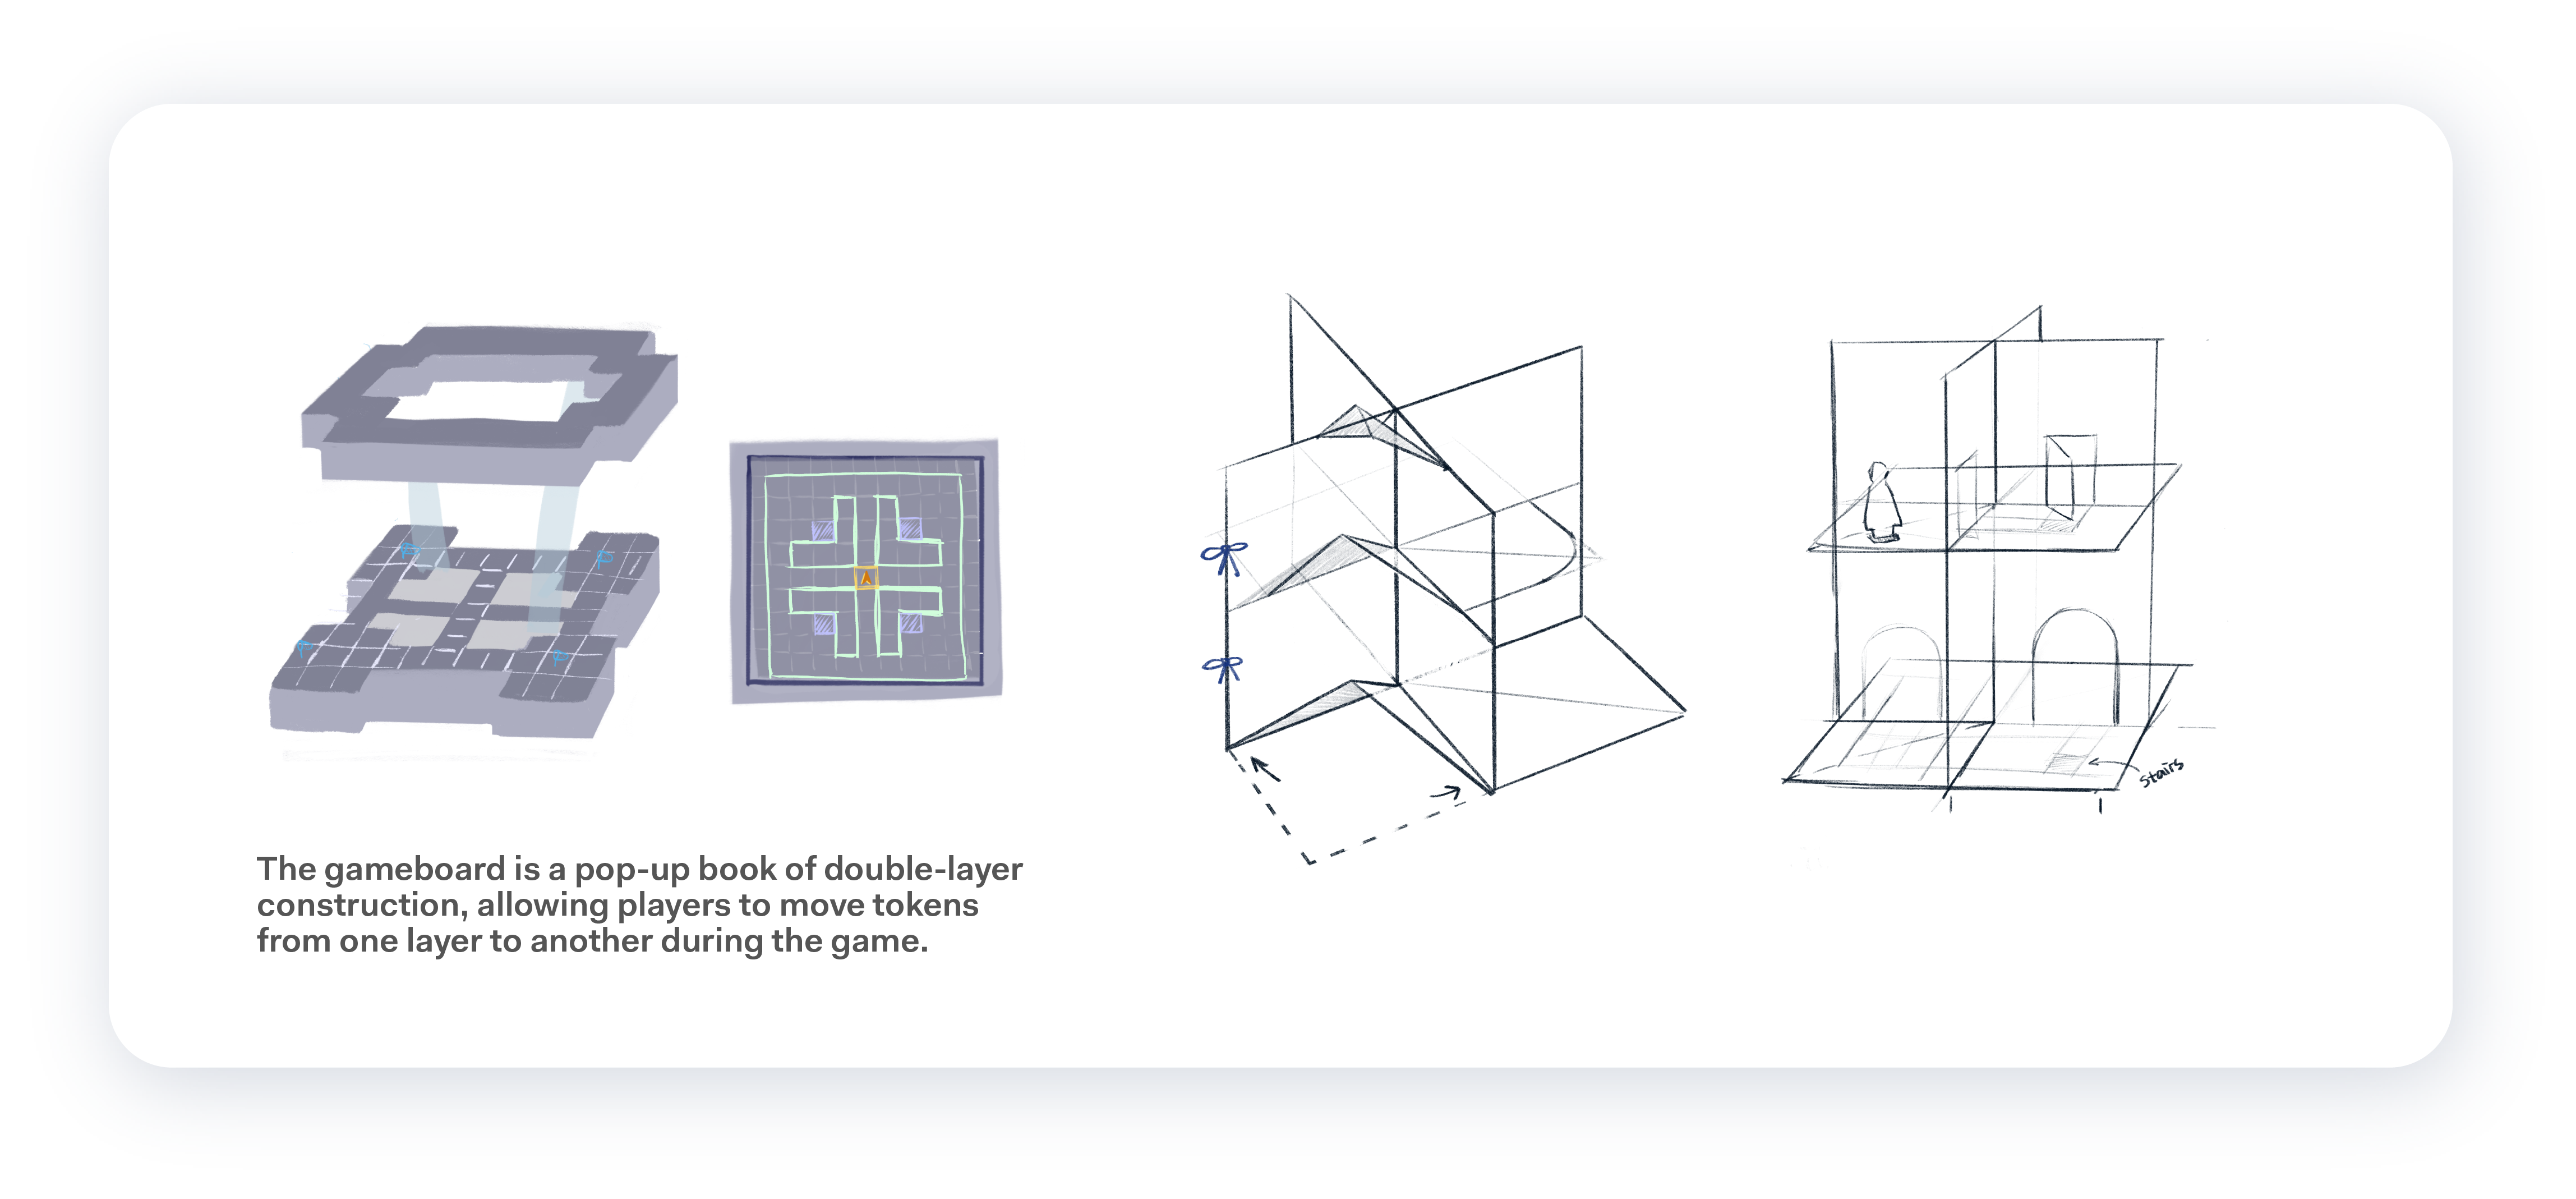 The gameboard is a pop-up book of double-layer
construction, allowing players to move tokens
from one layer to another during the game.
stairs